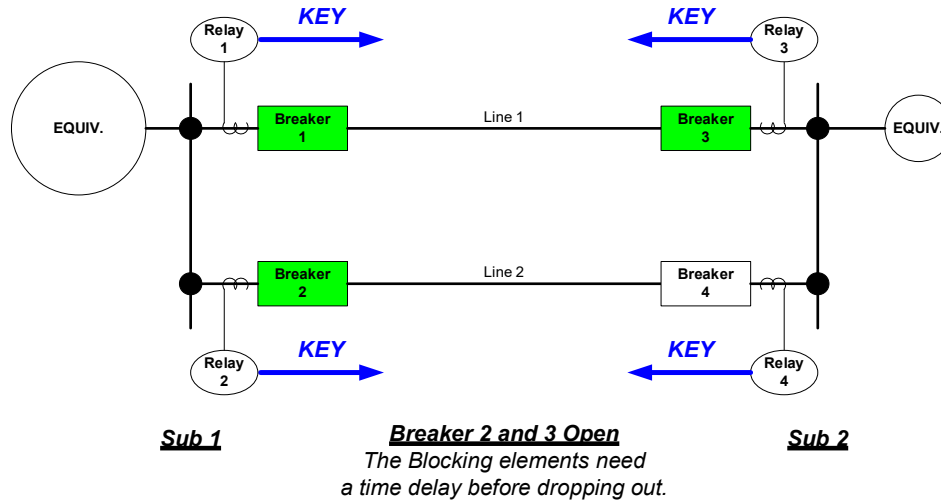 KEY
KEY
Relay
1
Relay
3
EQUIV.
Breaker
1
Line 1
Breaker
3
EQUIV.
Breaker
2
Line 2
Breaker
4
KEY
KEY
Relay
2
Relay
4
Sub 1
Breaker 2 and 3 Open
Sub 2
The Blocking elements need
a time delay before dropping out.